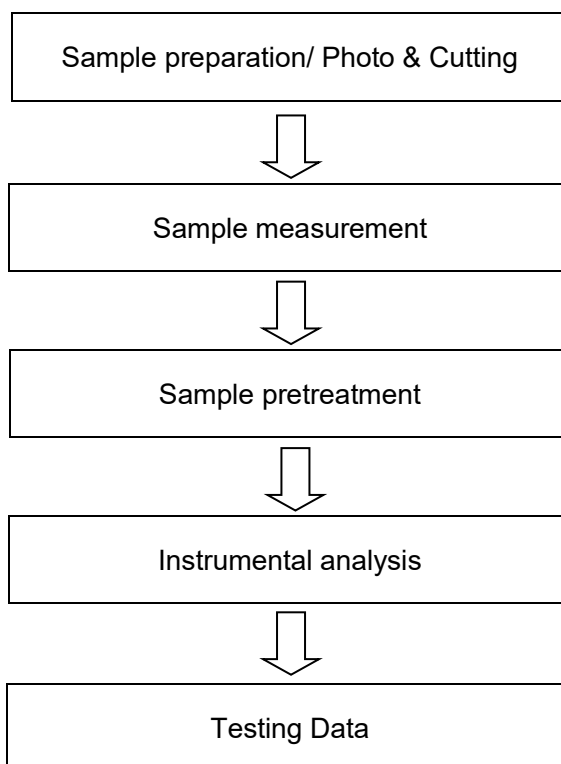 Sample preparation/ Photo & Cutting
Sample measurement
Sample pretreatment
Instrumental analysis
Testing Data